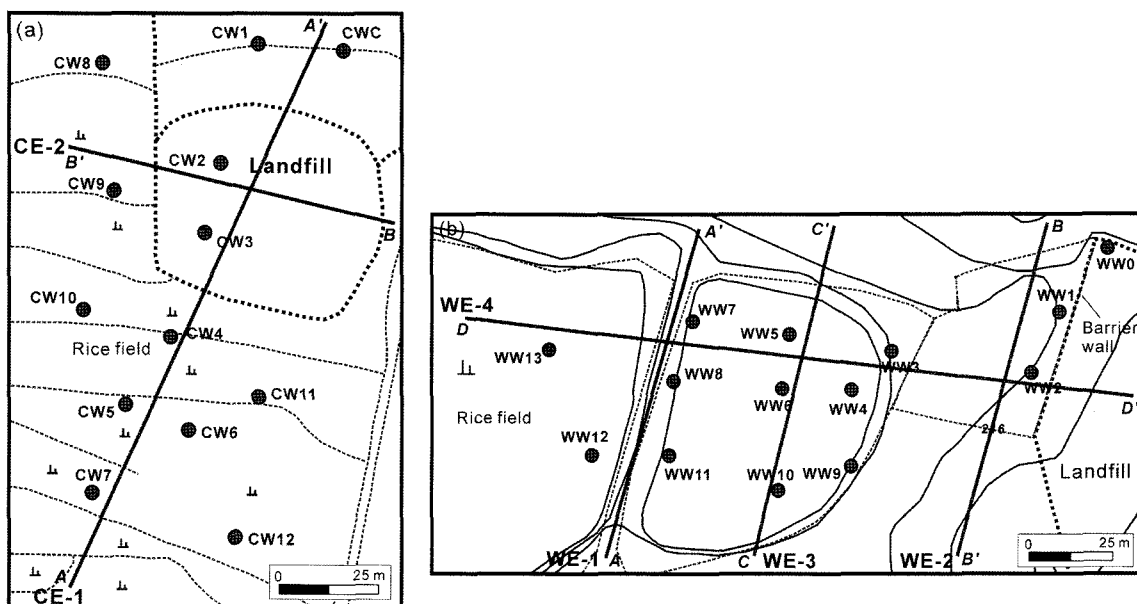 (a)
A'
CW1
CWC
CW8
CE-2
B'
CW2
Landfill
CW9
B
CW3
CW10
CW4
Rice field
CW5
CW11
CW6
CW7
CW12
A
CE-1
0 25 m
(b)
A'
C'
B
WW0
WE-4
D
WW7
WW1
Barrier
wall
WW5
WW13
WW3
WW2
WW8
WW6
WW4
D'
Rice field
WW12
WW11
WW10
WW9
Landfill
WE-1
A
C
WE-3
WE-2
B'
0 25 m